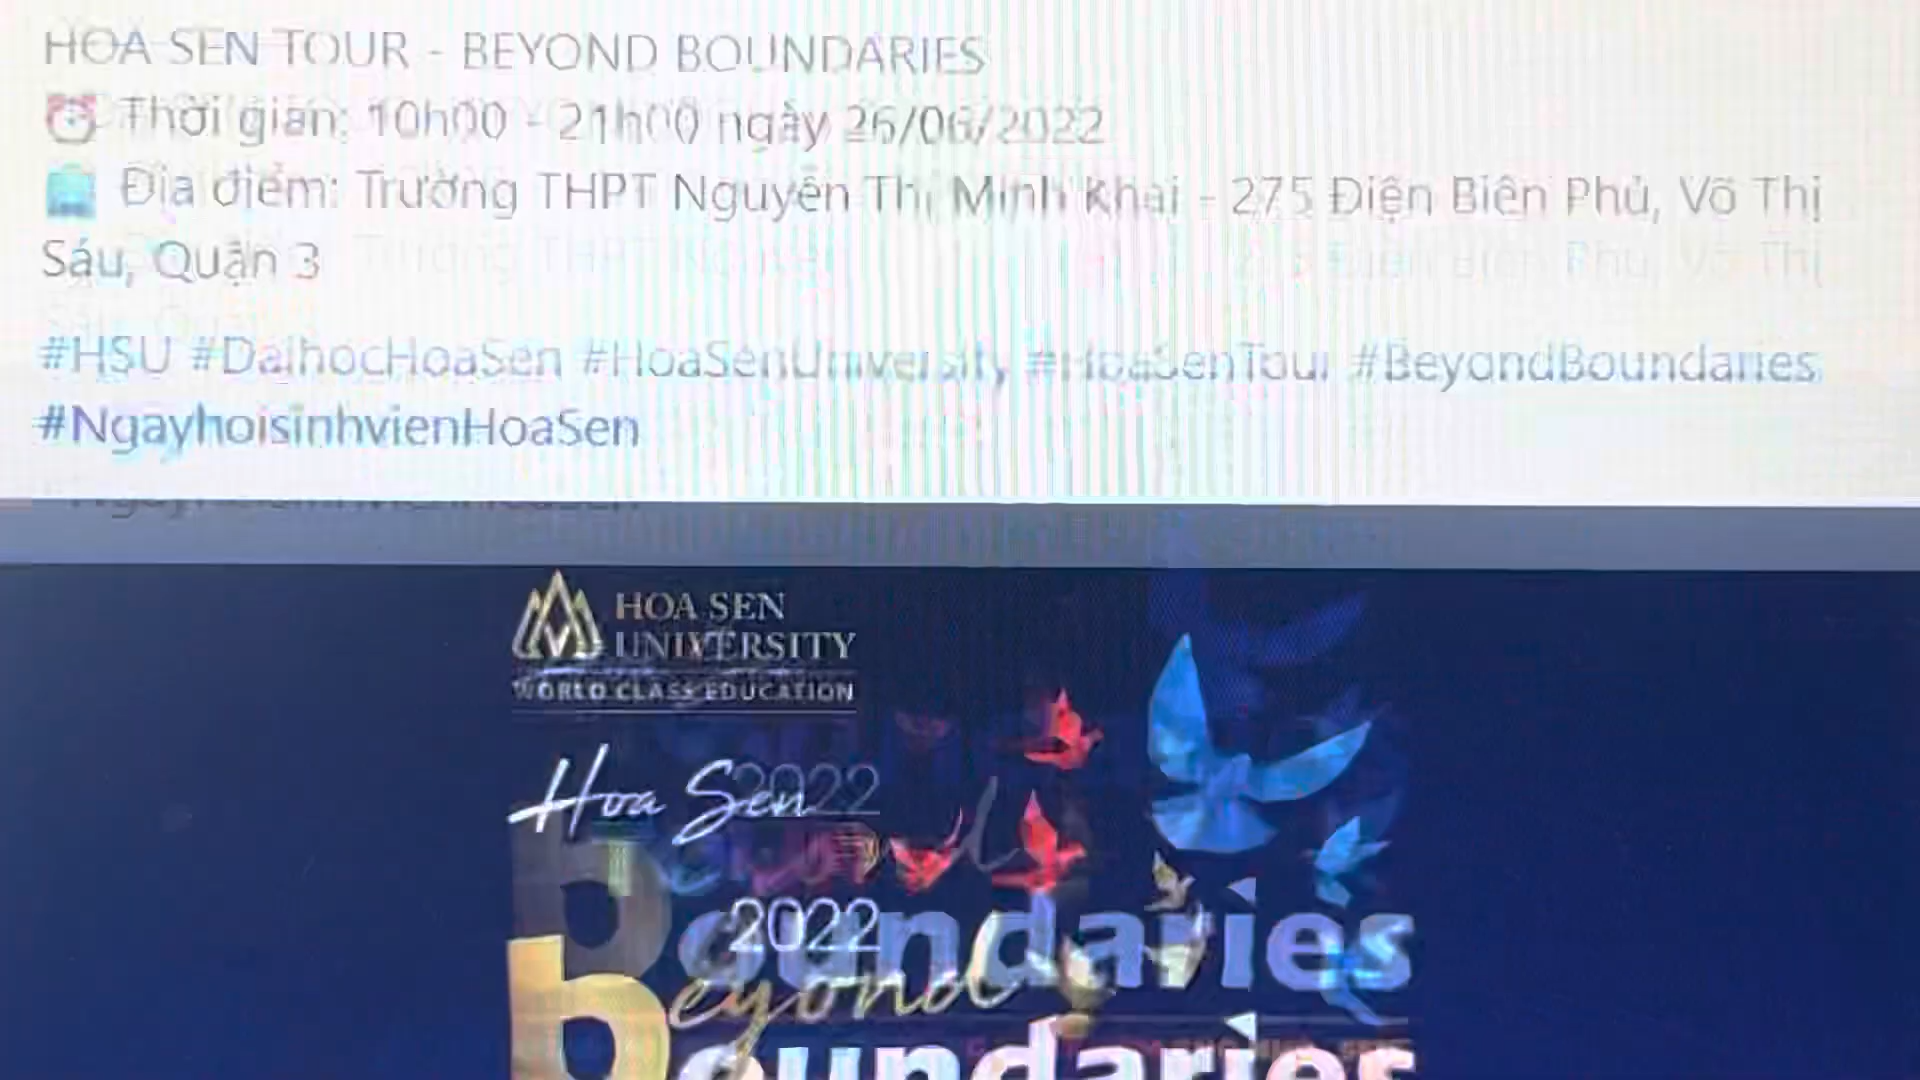 HOA SEN TOUR - BEYOND BOUNDARIES
Thời gian: 10h00 - 21h00 ngày 26/06/2022
Địa điểm: Trường THPT Nguyễn Thị Minh Khai - 275 Điện Biên Phủ, Võ Thị
Sáu, Quận 3
#HSU #DaihocHoaSen #HoaSenUniversity #HoaSenTour #BeyondBoundaries
#NgayhoisinhvienHoaSen
HOA SEN
UNIVERSITY
WORLD CLASS EDUCATION
Hoa Sen
2022
Beyond
Boundaries